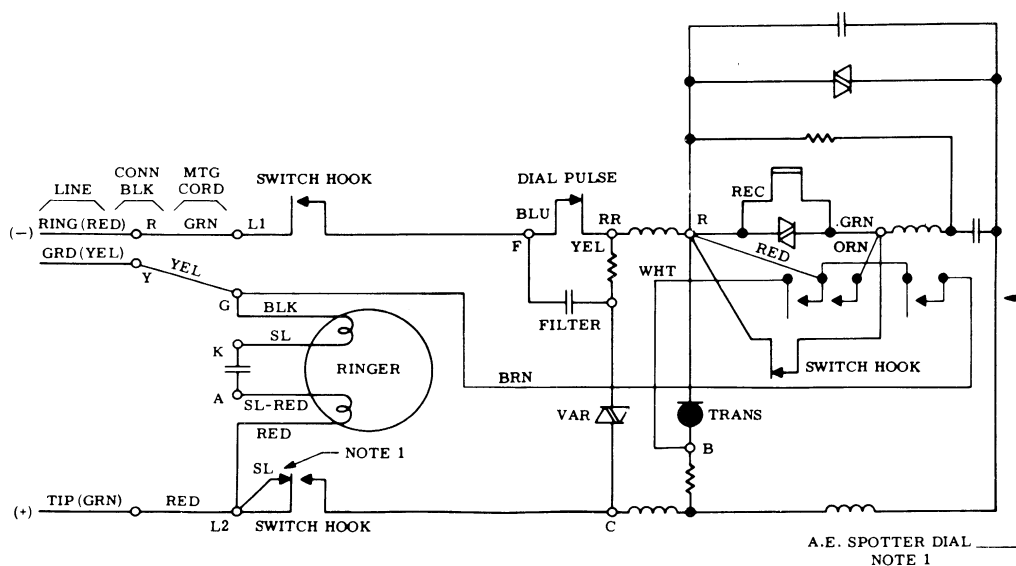 CONN MTG
LINE BLK CORD SWITCH HOOK DIAL PULSE
REC
(-) RING (RED) R GRN L1 BLU RR R GRN
F YEL ORN
GRD (YEL) RED
Y YEL WHT
G BLK
SL FILTER
K
RINGER SWITCH HOOK
BRN
A SL-RED
VAR TRANS
RED
B
NOTE 1
SL
(+) TIP (GRN) RED
L2 SWITCH HOOK C
A.E. SPOTTER DIAL
NOTE 1